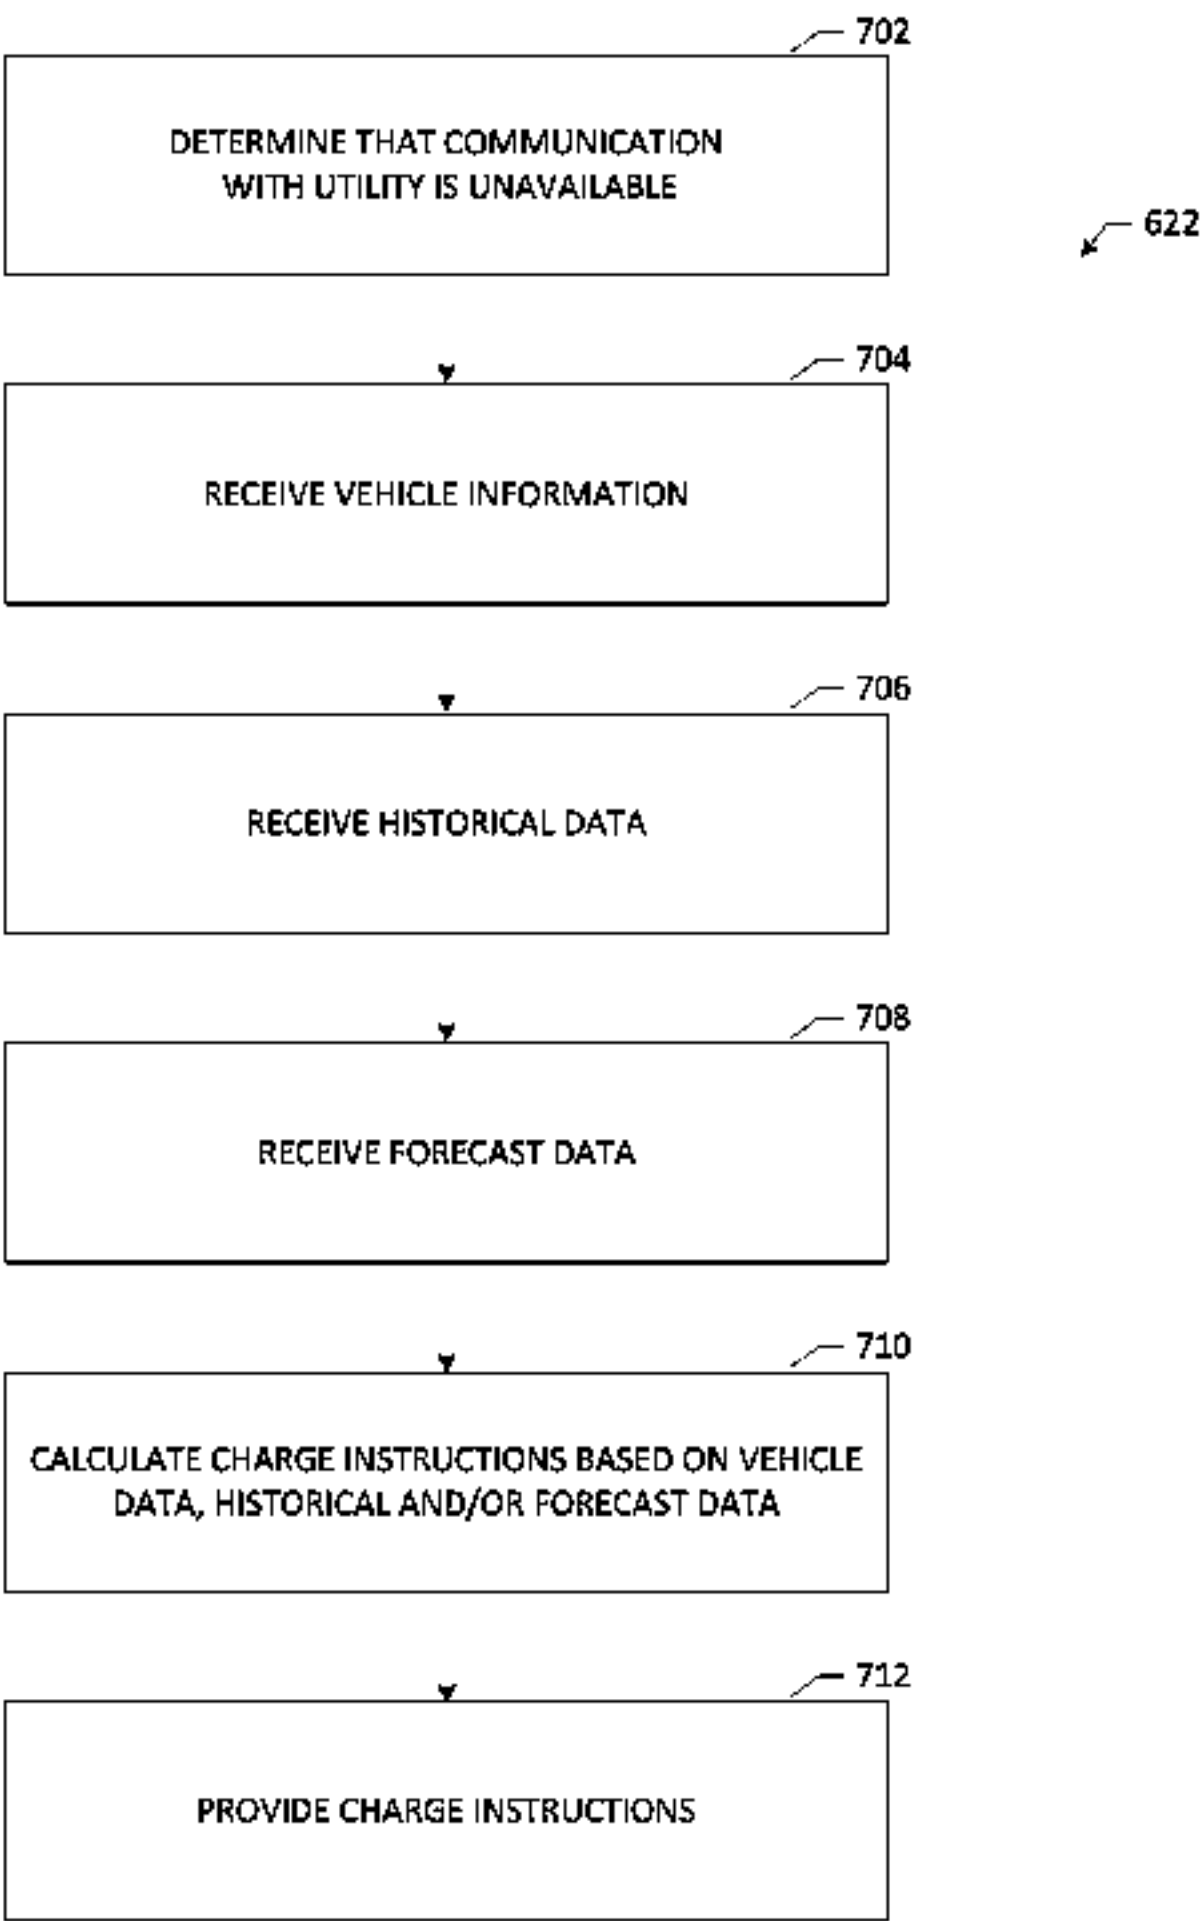 702
DETERMINE THAT COMMUNICATION
WITH UTILITY IS UNAVAILABLE
622
704
RECEIVE VEHICLE INFORMATION
706
RECEIVE HISTORICAL DATA
708
RECEIVE FORECAST DATA
710
CALCULATE CHARGE INSTRUCTIONS BASED ON VEHICLE
DATA, HISTORICAL AND/OR FORECAST DATA
712
PROVIDE CHARGE INSTRUCTIONS